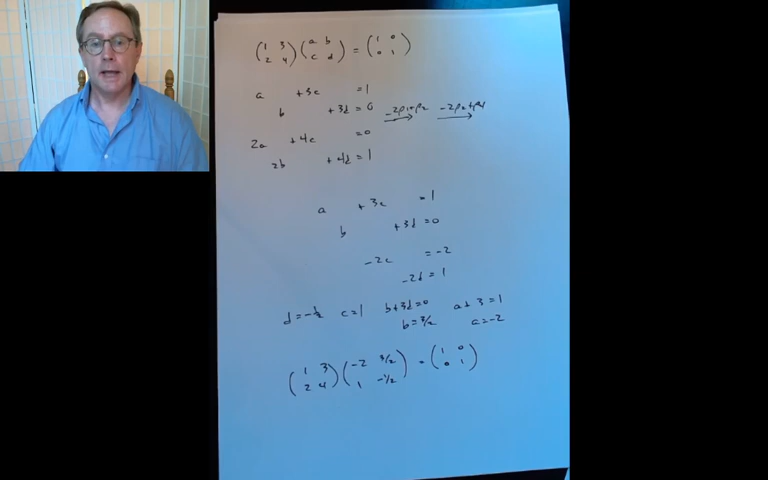 (1 3 / 2 4)(a b / c d) = (1 0 / 0 1)
a + 3c = 1
b + 3d = 0
-2ρ1+ρ3 → -2ρ2+ρ4 →
2a + 4c = 0
2b + 4d = 1
a + 3c = 1
b + 3d = 0
-2c = -2
-2d = 1
d = -1/2 c = 1 b+3d=0 a+3=1
b = 3/2 a = -2
(1 3 / 2 4)(-2 3/2 / 1 -1/2) = (1 0 / 0 1)